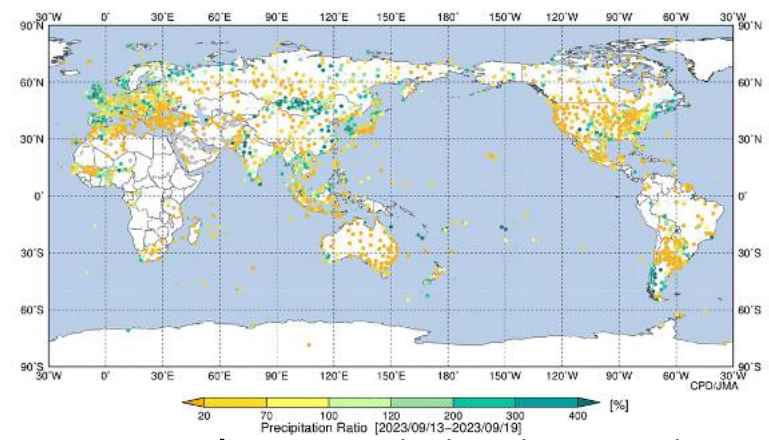 30°W 0° 30°E 60°E 90°E 120°E 150°E 180° 150°W 120°W 90°W 60°W 30°W
90°N 90°N
60°N 60°N
30°N 30°N
0° 0°
30°S 30°S
60°S 60°S
90°S 90°S
30°W 0° 30°E 60°E 90°E 120°E 150°E 180° 150°W 120°W 90°W 60°W 30°W
CPD/JMA
[%]
20 70 100 120 200 300 400
Precipitation Ratio [2023/09/13–2023/09/19]